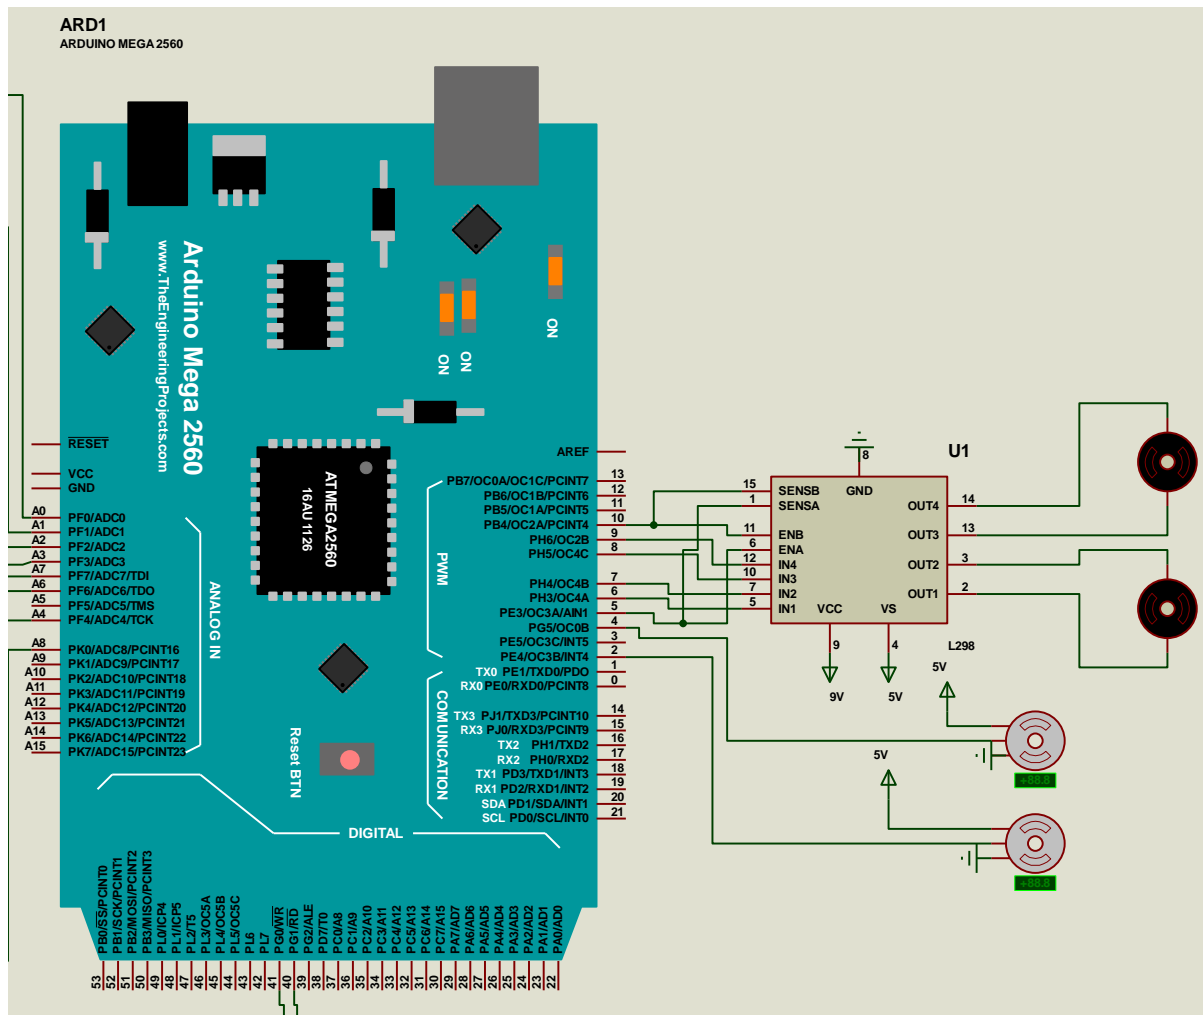 ARD1
ARDUINO MEGA 2560
Arduino Mega 2560
www.TheEngineeringProjects.com
ON
ON
ON
ATMEGA2560
16AU 1126
RESET
VCC
GND
A0 PF0/ADC0
A1 PF1/ADC1
A2 PF2/ADC2
A3 PF3/ADC3
A7 PF7/ADC7/TDI
A6 PF6/ADC6/TDO
A5 PF5/ADC5/TMS
A4 PF4/ADC4/TCK
A8 PK0/ADC8/PCINT16
A9 PK1/ADC9/PCINT17
A10 PK2/ADC10/PCINT18
A11 PK3/ADC11/PCINT19
A12 PK4/ADC12/PCINT20
A13 PK5/ADC13/PCINT21
A14 PK6/ADC14/PCINT22
A15 PK7/ADC15/PCINT23
ANALOG IN
AREF
PB7/OC0A/OC1C/PCINT7 13
PB6/OC1B/PCINT6 12
PB5/OC1A/PCINT5 11
PB4/OC2A/PCINT4 10
PH6/OC2B 9
PH5/OC4C 8
PH4/OC4B 7
PH3/OC4A 6
PE3/OC3A/AIN1 5
PG5/OC0B 4
PE5/OC3C/INT5 3
PE4/OC3B/INT4 2
TX0 PE1/TXD0/PDO 1
RX0 PE0/RXD0/PCINT8 0
TX3 PJ1/TXD3/PCINT10 14
RX3 PJ0/RXD3/PCINT9 15
TX2 PH1/TXD2 16
RX2 PH0/RXD2 17
TX1 PD3/TXD1/INT3 18
RX1 PD2/RXD1/INT2 19
SDA PD1/SDA/INT1 20
SCL PD0/SCL/INT0 21
PWM
COMUNICATION
Reset BTN
DIGITAL
PB0/SS/PCINT0 53
PB1/SCK/PCINT1 52
PB2/MOSI/PCINT2 51
PB3/MISO/PCINT3 50
PL0/ICP4 49
PL1/ICP5 48
PL2/T5 47
PL3/OC5A 46
PL4/OC5B 45
PL5/OC5C 44
PL6 43
PL7 42
PG0/WR 41
PG1/RD 40
PG2/ALE 39
PD7/T0 38
PC0/A8 37
PC1/A9 36
PC2/A10 35
PC3/A11 34
PC4/A12 33
PC5/A13 32
PC6/A14 31
PC7/A15 30
PA7/AD7 29
PA6/AD6 28
PA5/AD5 27
PA4/AD4 26
PA3/AD3 25
PA2/AD2 24
PA1/AD1 23
PA0/AD0 22
U1
8
GND
15 SENSB
1 SENSA
11 ENB
6 ENA
12 IN4
10 IN3
7 IN2
5 IN1
OUT4 14
OUT3 13
OUT2 3
OUT1 2
VCC VS
9 4
L298
9V 5V
5V
+88.8
5V
+88.8